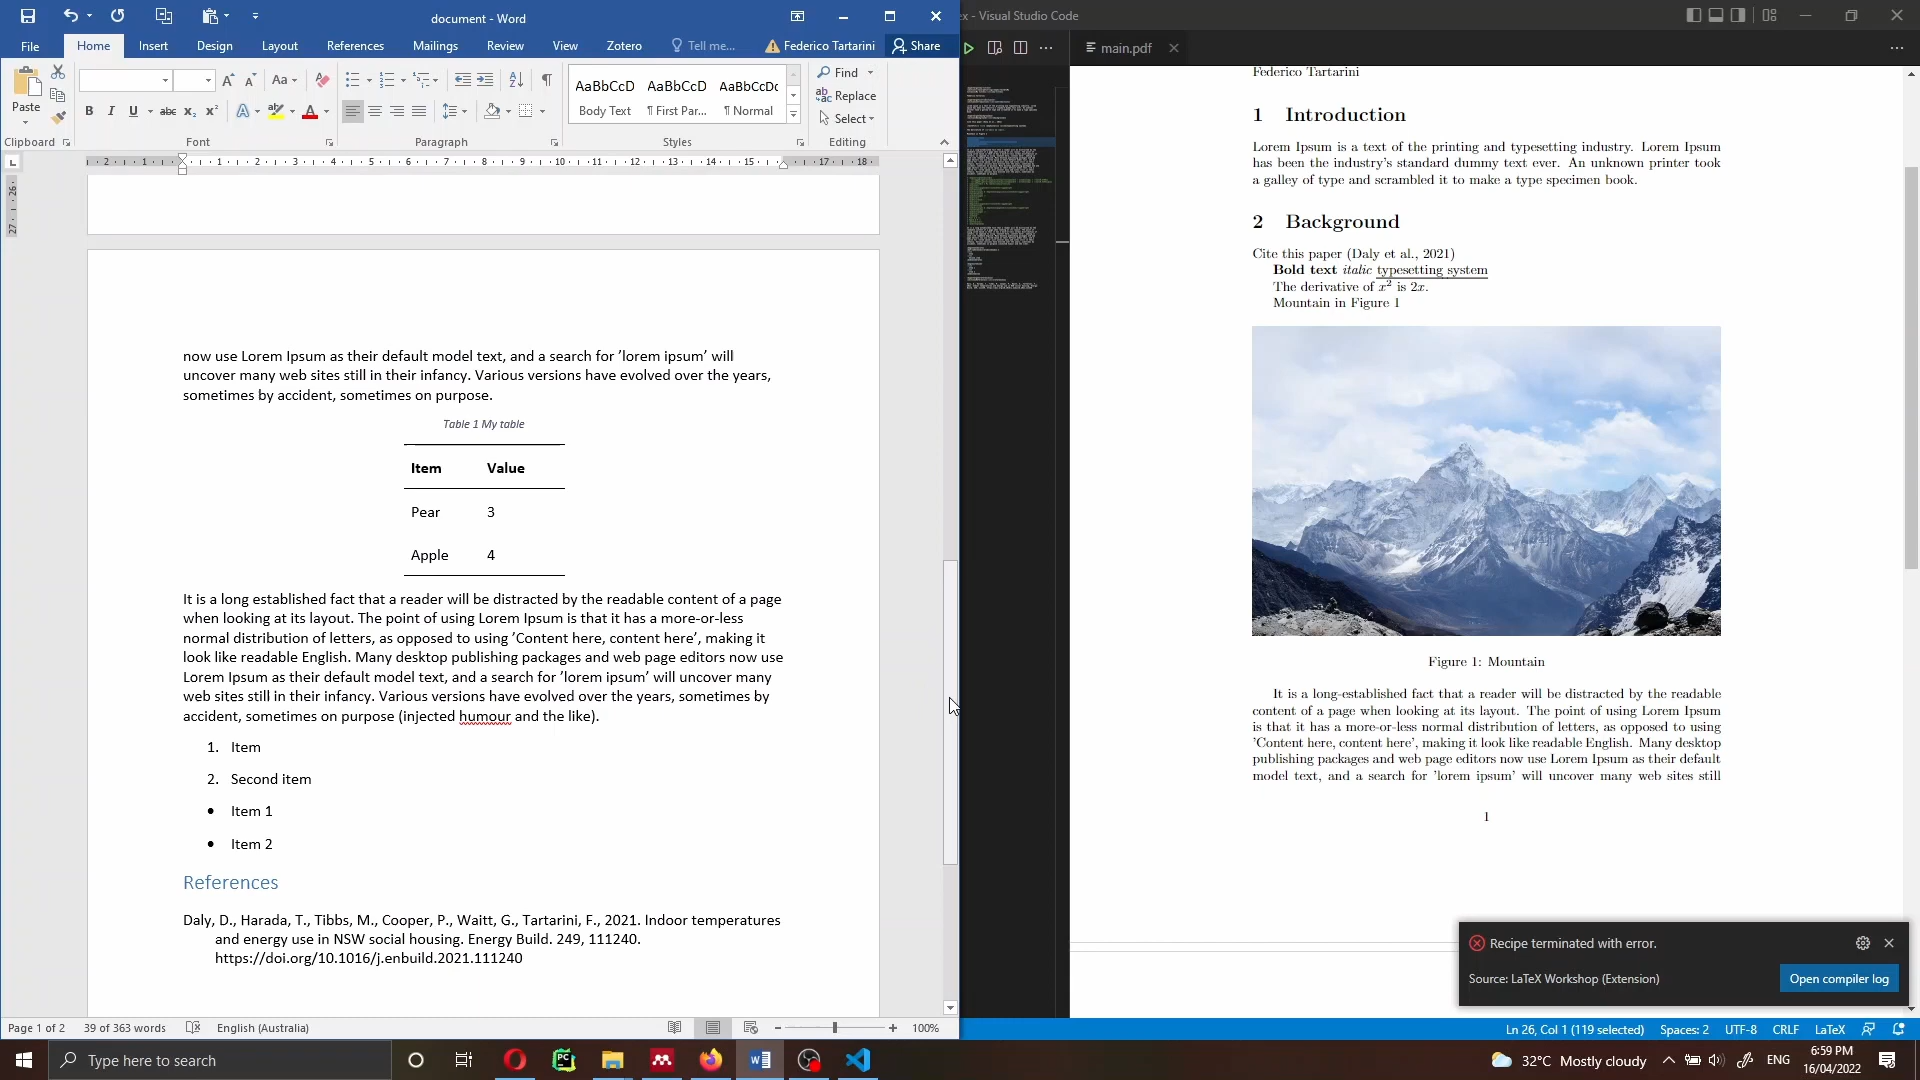 document - Word
Federico Tartarini
Share
File
Home
Insert
Design
Layout
References
Mailings
Review
View
Zotero
Tell me...
Paste
Clipboard
Font
Paragraph
AaBbCcD
AaBbCcD
AaBbCcDc
Body Text
¶ First Par...
¶ Normal
Styles
Find
Replace
Select
Editing
now use Lorem Ipsum as their default model text, and a search for ’lorem ipsum’ will
uncover many web sites still in their infancy. Various versions have evolved over the years,
sometimes by accident, sometimes on purpose.
Table 1 My table
Item Value
Pear 3
Apple 4
It is a long established fact that a reader will be distracted by the readable content of a page
when looking at its layout. The point of using Lorem Ipsum is that it has a more-or-less
normal distribution of letters, as opposed to using ’Content here, content here’, making it
look like readable English. Many desktop publishing packages and web page editors now use
Lorem Ipsum as their default model text, and a search for ’lorem ipsum’ will uncover many
web sites still in their infancy. Various versions have evolved over the years, sometimes by
accident, sometimes on purpose (injected humour and the like).
1. Item
2. Second item
• Item 1
• Item 2
References
Daly, D., Harada, T., Tibbs, M., Cooper, P., Waitt, G., Tartarini, F., 2021. Indoor temperatures
and energy use in NSW social housing. Energy Build. 249, 111240.
https://doi.org/10.1016/j.enbuild.2021.111240
Page 1 of 2
39 of 363 words
English (Australia)
100%
ex - Visual Studio Code
main.pdf
Federico Tartarini
1 Introduction
Lorem Ipsum is a text of the printing and typesetting industry. Lorem Ipsum
has been the industry’s standard dummy text ever. An unknown printer took
a galley of type and scrambled it to make a type specimen book.
2 Background
Cite this paper (Daly et al., 2021)
Bold text italic typesetting system
The derivative of x² is 2x.
Mountain in Figure 1
Figure 1: Mountain
It is a long-established fact that a reader will be distracted by the readable
content of a page when looking at its layout. The point of using Lorem Ipsum
is that it has a more-or-less normal distribution of letters, as opposed to using
’Content here, content here’, making it look like readable English. Many desktop
publishing packages and web page editors now use Lorem Ipsum as their default
model text, and a search for ’lorem ipsum’ will uncover many web sites still
1
Recipe terminated with error.
Source: LaTeX Workshop (Extension)
Open compiler log
Ln 26, Col 1 (119 selected)
Spaces: 2
UTF-8
CRLF
LaTeX
Type here to search
32°C Mostly cloudy
ENG
6:59 PM
16/04/2022